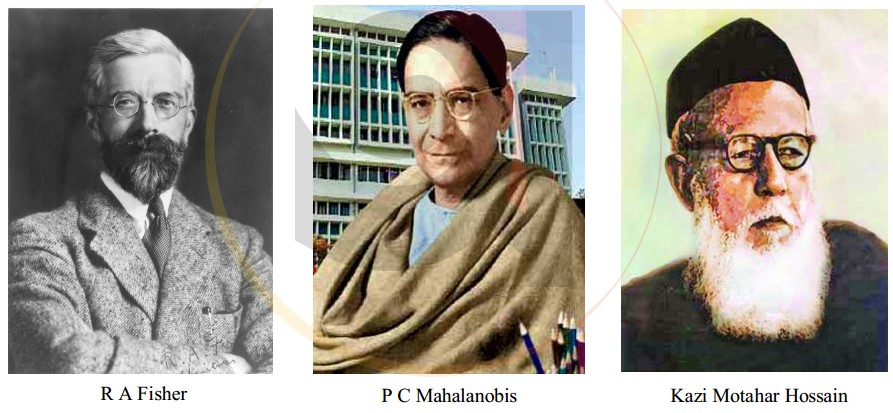 R A Fisher
P C Mahalanobis
Kazi Motahar Hossain